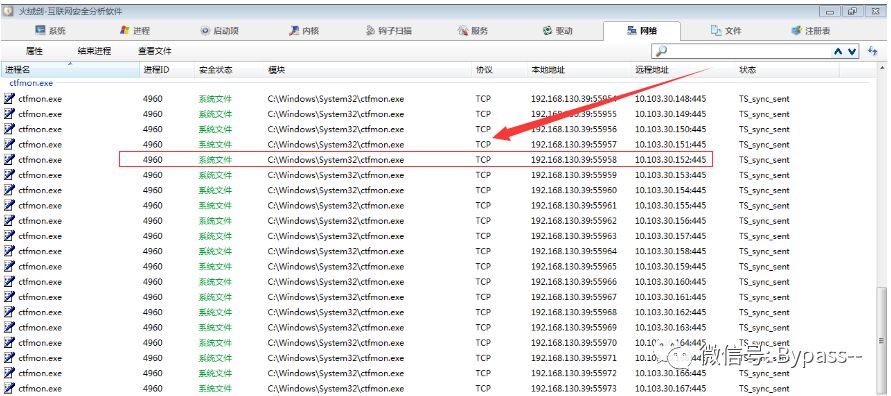 火绒剑-互联网安全分析软件
系统 进程 启动项 内核 钩子扫描 服务 驱动 网络 文件 注册表
属性 结束进程 查看文件
进程名 进程ID 安全状态 模块 协议 本地地址 远程地址 状态
ctfmon.exe
ctfmon.exe 4960 系统文件 C:\Windows\System32\ctfmon.exe TCP 192.168.130.39:55954 10.103.30.148:445 TS_sync_sent
ctfmon.exe 4960 系统文件 C:\Windows\System32\ctfmon.exe TCP 192.168.130.39:55955 10.103.30.149:445 TS_sync_sent
ctfmon.exe 4960 系统文件 C:\Windows\System32\ctfmon.exe TCP 192.168.130.39:55956 10.103.30.150:445 TS_sync_sent
ctfmon.exe 4960 系统文件 C:\Windows\System32\ctfmon.exe TCP 192.168.130.39:55957 10.103.30.151:445 TS_sync_sent
ctfmon.exe 4960 系统文件 C:\Windows\System32\ctfmon.exe TCP 192.168.130.39:55958 10.103.30.152:445 TS_sync_sent
ctfmon.exe 4960 系统文件 C:\Windows\System32\ctfmon.exe TCP 192.168.130.39:55959 10.103.30.153:445 TS_sync_sent
ctfmon.exe 4960 系统文件 C:\Windows\System32\ctfmon.exe TCP 192.168.130.39:55960 10.103.30.154:445 TS_sync_sent
ctfmon.exe 4960 系统文件 C:\Windows\System32\ctfmon.exe TCP 192.168.130.39:55961 10.103.30.155:445 TS_sync_sent
ctfmon.exe 4960 系统文件 C:\Windows\System32\ctfmon.exe TCP 192.168.130.39:55962 10.103.30.156:445 TS_sync_sent
ctfmon.exe 4960 系统文件 C:\Windows\System32\ctfmon.exe TCP 192.168.130.39:55963 10.103.30.157:445 TS_sync_sent
ctfmon.exe 4960 系统文件 C:\Windows\System32\ctfmon.exe TCP 192.168.130.39:55964 10.103.30.158:445 TS_sync_sent
ctfmon.exe 4960 系统文件 C:\Windows\System32\ctfmon.exe TCP 192.168.130.39:55965 10.103.30.159:445 TS_sync_sent
ctfmon.exe 4960 系统文件 C:\Windows\System32\ctfmon.exe TCP 192.168.130.39:55966 10.103.30.160:445 TS_sync_sent
ctfmon.exe 4960 系统文件 C:\Windows\System32\ctfmon.exe TCP 192.168.130.39:55967 10.103.30.161:445 TS_sync_sent
ctfmon.exe 4960 系统文件 C:\Windows\System32\ctfmon.exe TCP 192.168.130.39:55968 10.103.30.162:445 TS_sync_sent
ctfmon.exe 4960 系统文件 C:\Windows\System32\ctfmon.exe TCP 192.168.130.39:55969 10.103.30.163:445 TS_sync_sent
ctfmon.exe 4960 系统文件 C:\Windows\System32\ctfmon.exe TCP 192.168.130.39:55970 TS_sync_sent
ctfmon.exe 4960 系统文件 C:\Windows\System32\ctfmon.exe TCP 192.168.130.39:55971 TS_sync_sent
微信号: Bypass--
ctfmon.exe 4960 系统文件 C:\Windows\System32\ctfmon.exe TCP 192.168.130.39:55972 10.103.30.166:445 TS_sync_sent
ctfmon.exe 4960 系统文件 C:\Windows\System32\ctfmon.exe TCP 192.168.130.39:55973 10.103.30.167:445 TS_sync_sent